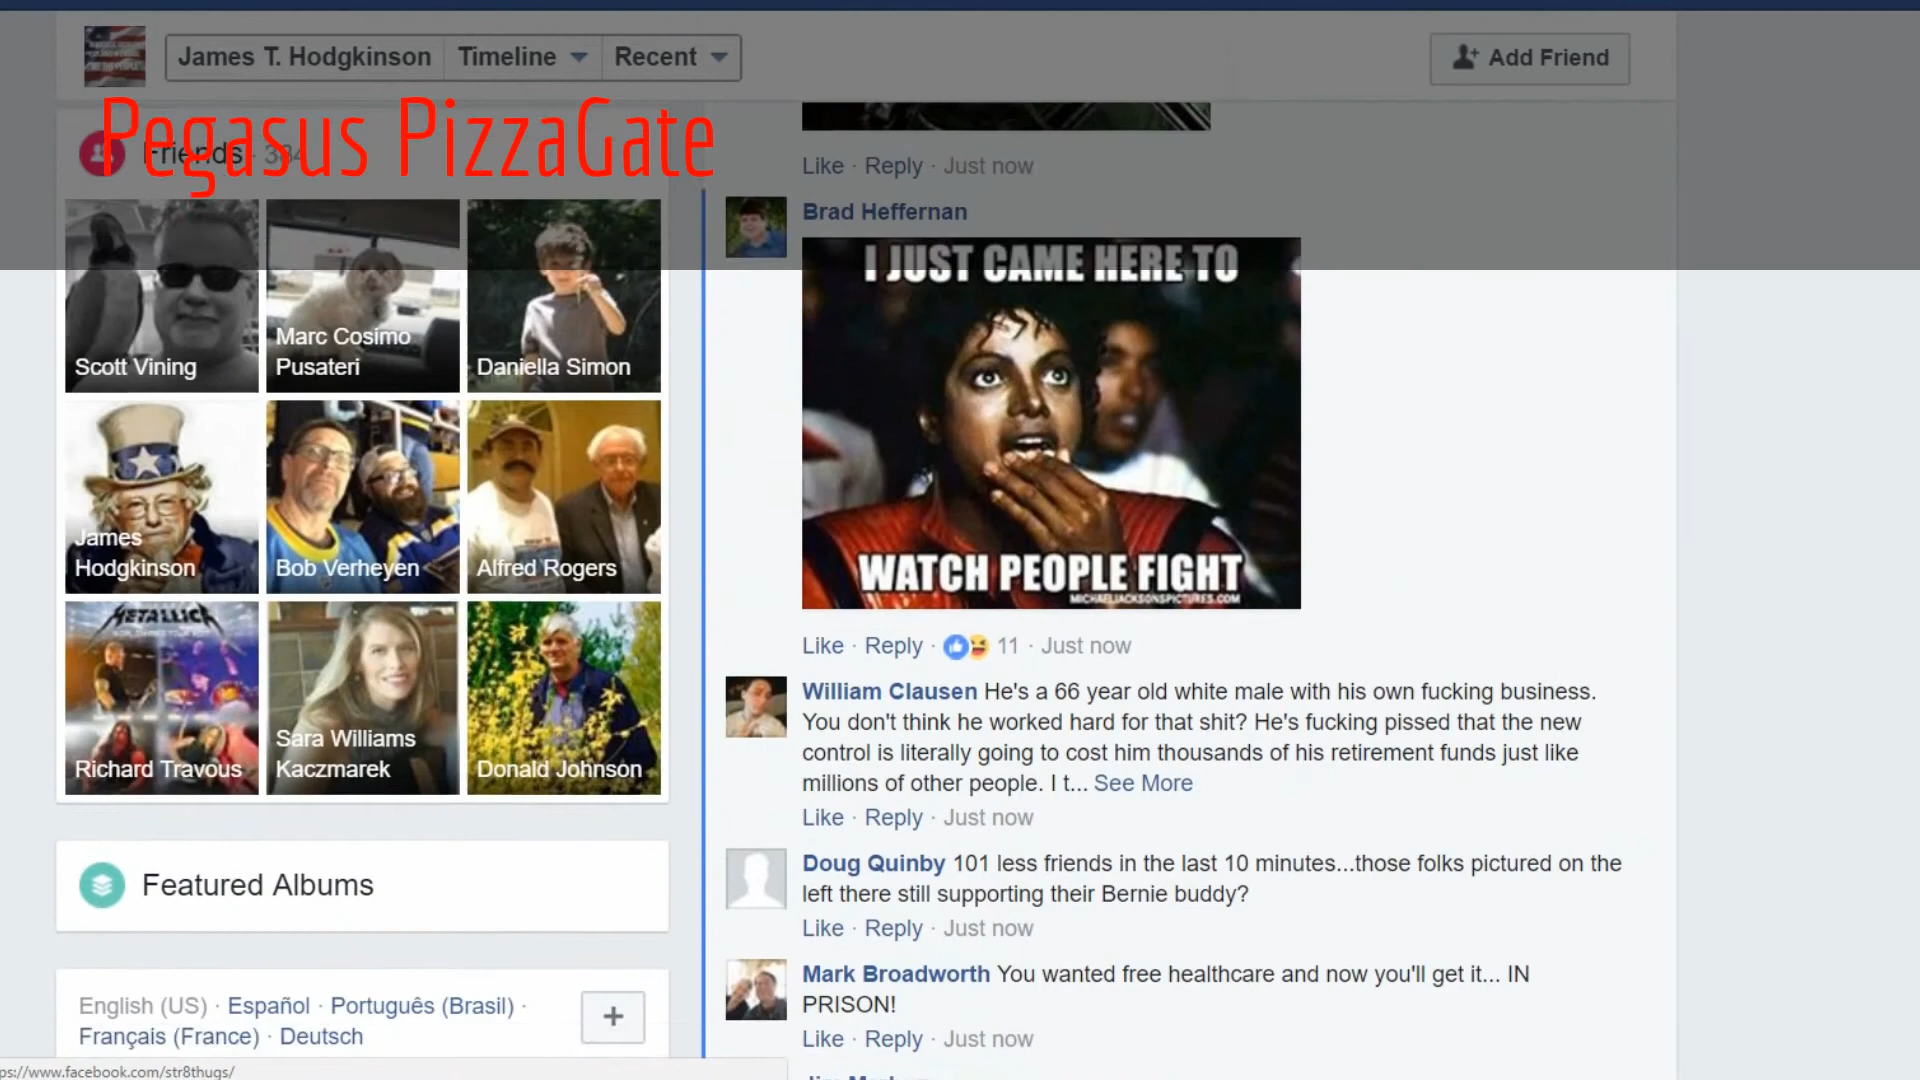 James T. Hodgkinson Timeline Recent
Add Friend
Pegasus PizzaGate
Friends · 384
Scott Vining
Marc Cosimo
Pusateri
Daniella Simon
James
Hodgkinson
Bob Verheyen
Alfred Rogers
METALLICA
Richard Travous
Sara Williams
Kaczmarek
Donald Johnson
Featured Albums
English (US) · Español · Português (Brasil) ·
Français (France) · Deutsch
+
ps://www.facebook.com/str8thugs/
Like · Reply · Just now
Brad Heffernan
I JUST CAME HERE TO
WATCH PEOPLE FIGHT
MICHAELJACKSONSPICTURES.COM
Like · Reply · 11 · Just now
William Clausen He's a 66 year old white male with his own fucking business.
You don't think he worked hard for that shit? He's fucking pissed that the new
control is literally going to cost him thousands of his retirement funds just like
millions of other people. I t... See More
Like · Reply · Just now
Doug Quinby 101 less friends in the last 10 minutes...those folks pictured on the
left there still supporting their Bernie buddy?
Like · Reply · Just now
Mark Broadworth You wanted free healthcare and now you'll get it... IN
PRISON!
Like · Reply · Just now